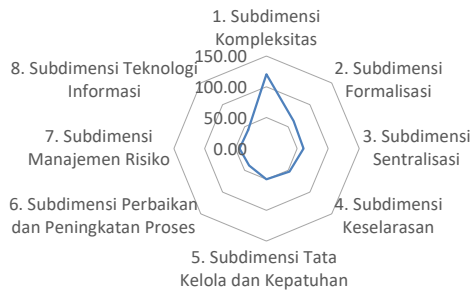 1. Subdimensi
Kompleksitas
2. Subdimensi
Formalisasi
3. Subdimensi
Sentralisasi
4. Subdimensi
Keselarasan
5. Subdimensi Tata
Kelola dan Kepatuhan
6. Subdimensi Perbaikan
dan Peningkatan Proses
7. Subdimensi
Manajemen Risiko
8. Subdimensi Teknologi
Informasi
150.00
100.00
50.00
0.00